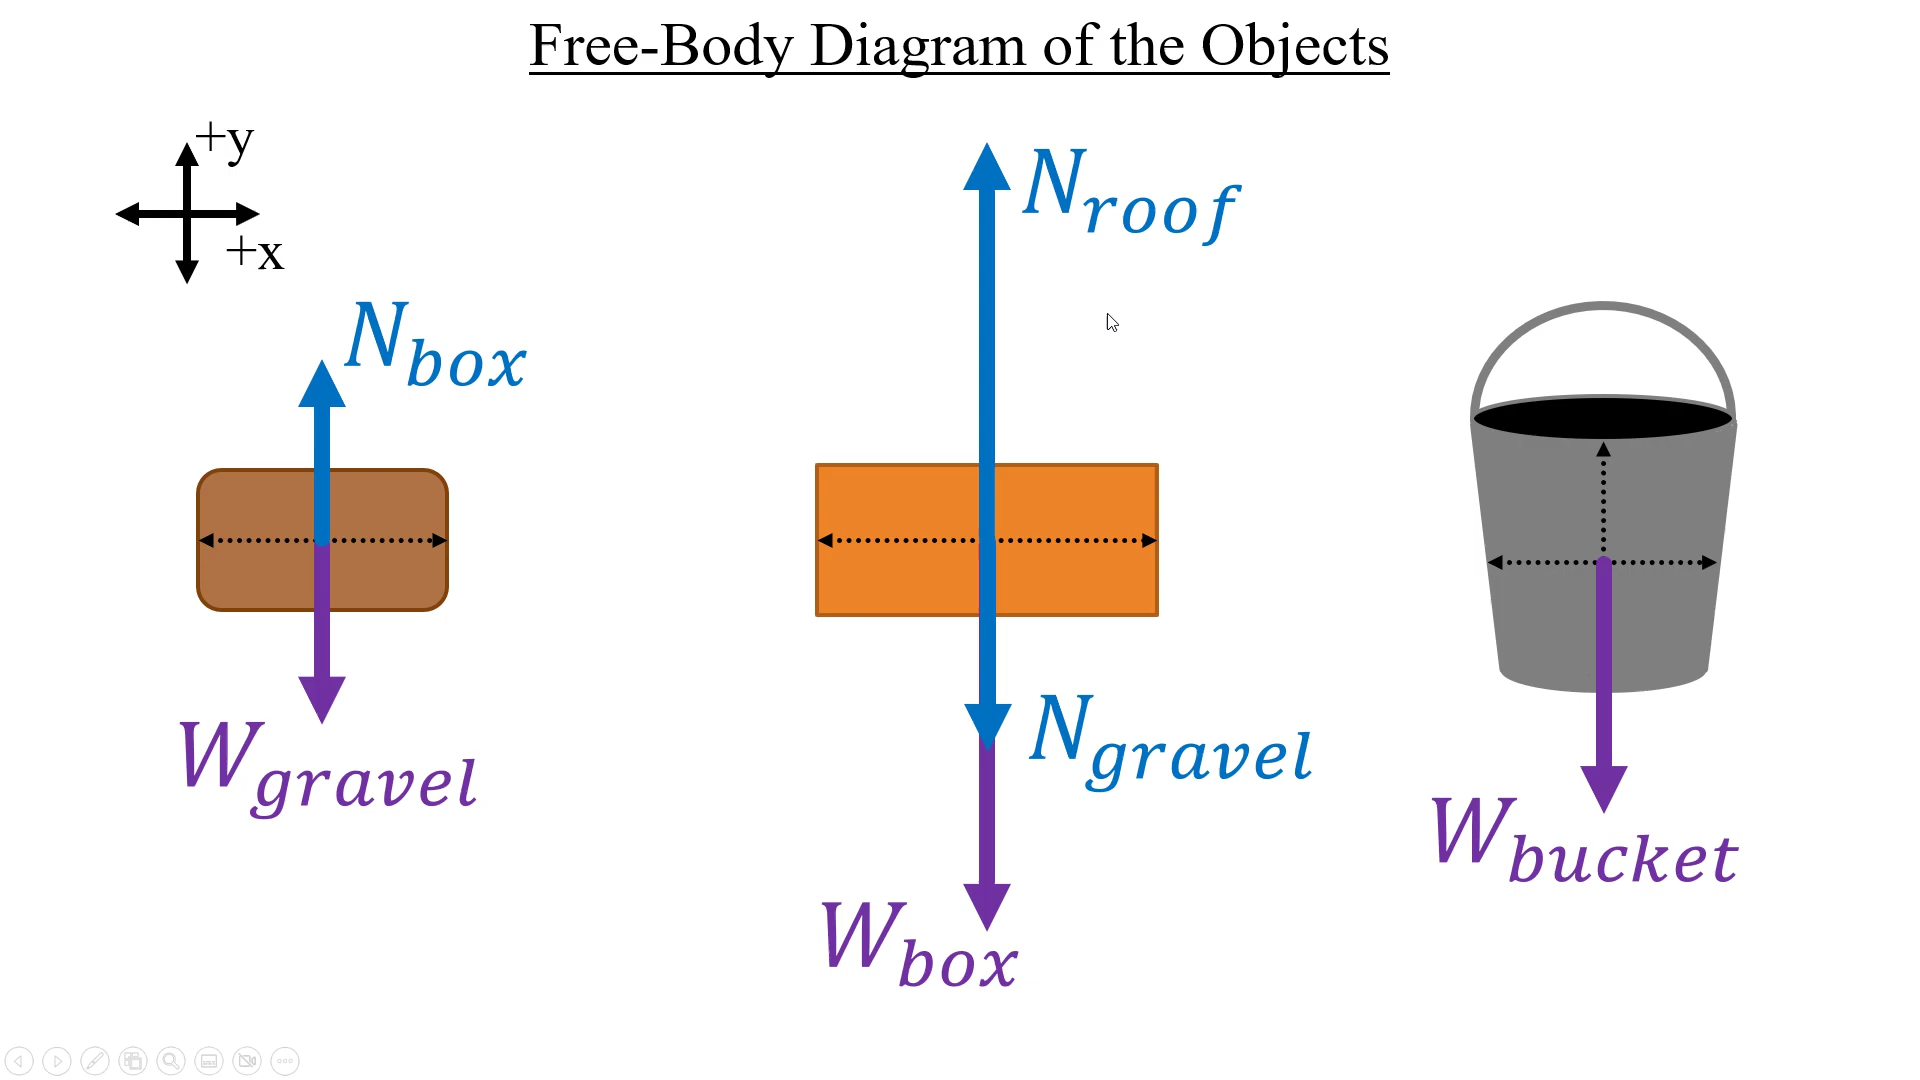 Free-Body Diagram of the Objects
+y
+x
N_roof
N_box
N_gravel
W_gravel
W_bucket
W_box